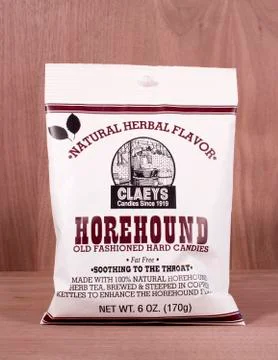 •NATURAL HERBAL FLAVOR•
CLAEYS
Candies Since 1919
HOREHOUND
OLD FASHIONED HARD CANDIES
• Fat Free •
•SOOTHING TO THE THROAT•
MADE WITH 100% NATURAL HOREHOUND
HERB TEA, BREWED & STEEPED IN COPPER
KETTLES TO ENHANCE THE HOREHOUND
NET WT. 6 OZ. (170g)